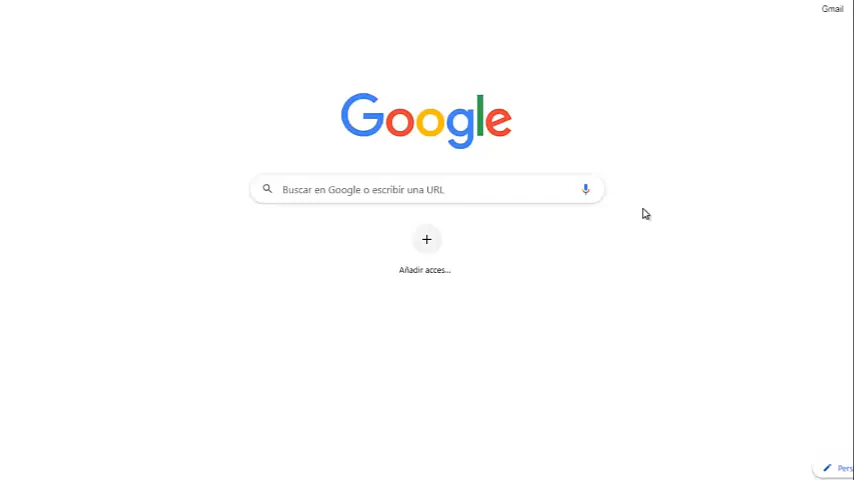 Gmail
Google
Buscar en Google o escribir una URL
Añadir acces...
Pers